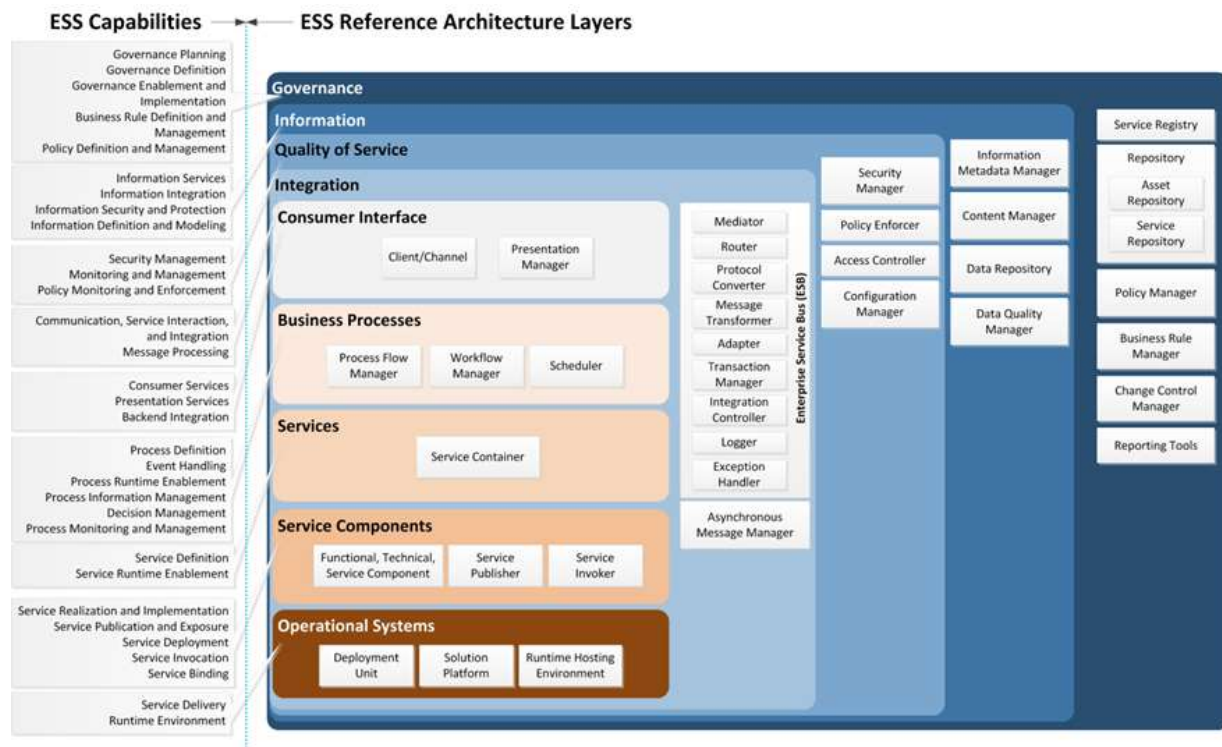 ESS Capabilities
ESS Reference Architecture Layers
Governance Planning
Governance Definition
Governance Enablement and
Implementation
Business Rule Definition and
Management
Policy Definition and Management
Information Services
Information Integration
Information Security and Protection
Information Definition and Modeling
Security Management
Monitoring and Management
Policy Monitoring and Enforcement
Communication, Service Interaction,
and Integration
Message Processing
Consumer Services
Presentation Services
Backend Integration
Process Definition
Event Handling
Process Runtime Enablement
Process Information Management
Decision Management
Process Monitoring and Management
Service Definition
Service Runtime Enablement
Service Realization and Implementation
Service Publication and Exposure
Service Deployment
Service Invocation
Service Binding
Service Delivery
Runtime Environment
Governance
Information
Quality of Service
Integration
Consumer Interface
Client/Channel
Presentation
Manager
Business Processes
Process Flow
Manager
Workflow
Manager
Scheduler
Services
Service Container
Service Components
Functional, Technical,
Service Component
Service
Publisher
Service
Invoker
Operational Systems
Deployment
Unit
Solution
Platform
Runtime Hosting
Environment
Mediator
Router
Protocol
Converter
Message
Transformer
Adapter
Transaction
Manager
Integration
Controller
Logger
Exception
Handler
Enterprise Service Bus (ESB)
Asynchronous
Message Manager
Security
Manager
Policy Enforcer
Access Controller
Configuration
Manager
Information
Metadata Manager
Content Manager
Data Repository
Data Quality
Manager
Service Registry
Repository
Asset
Repository
Service
Repository
Policy Manager
Business Rule
Manager
Change Control
Manager
Reporting Tools